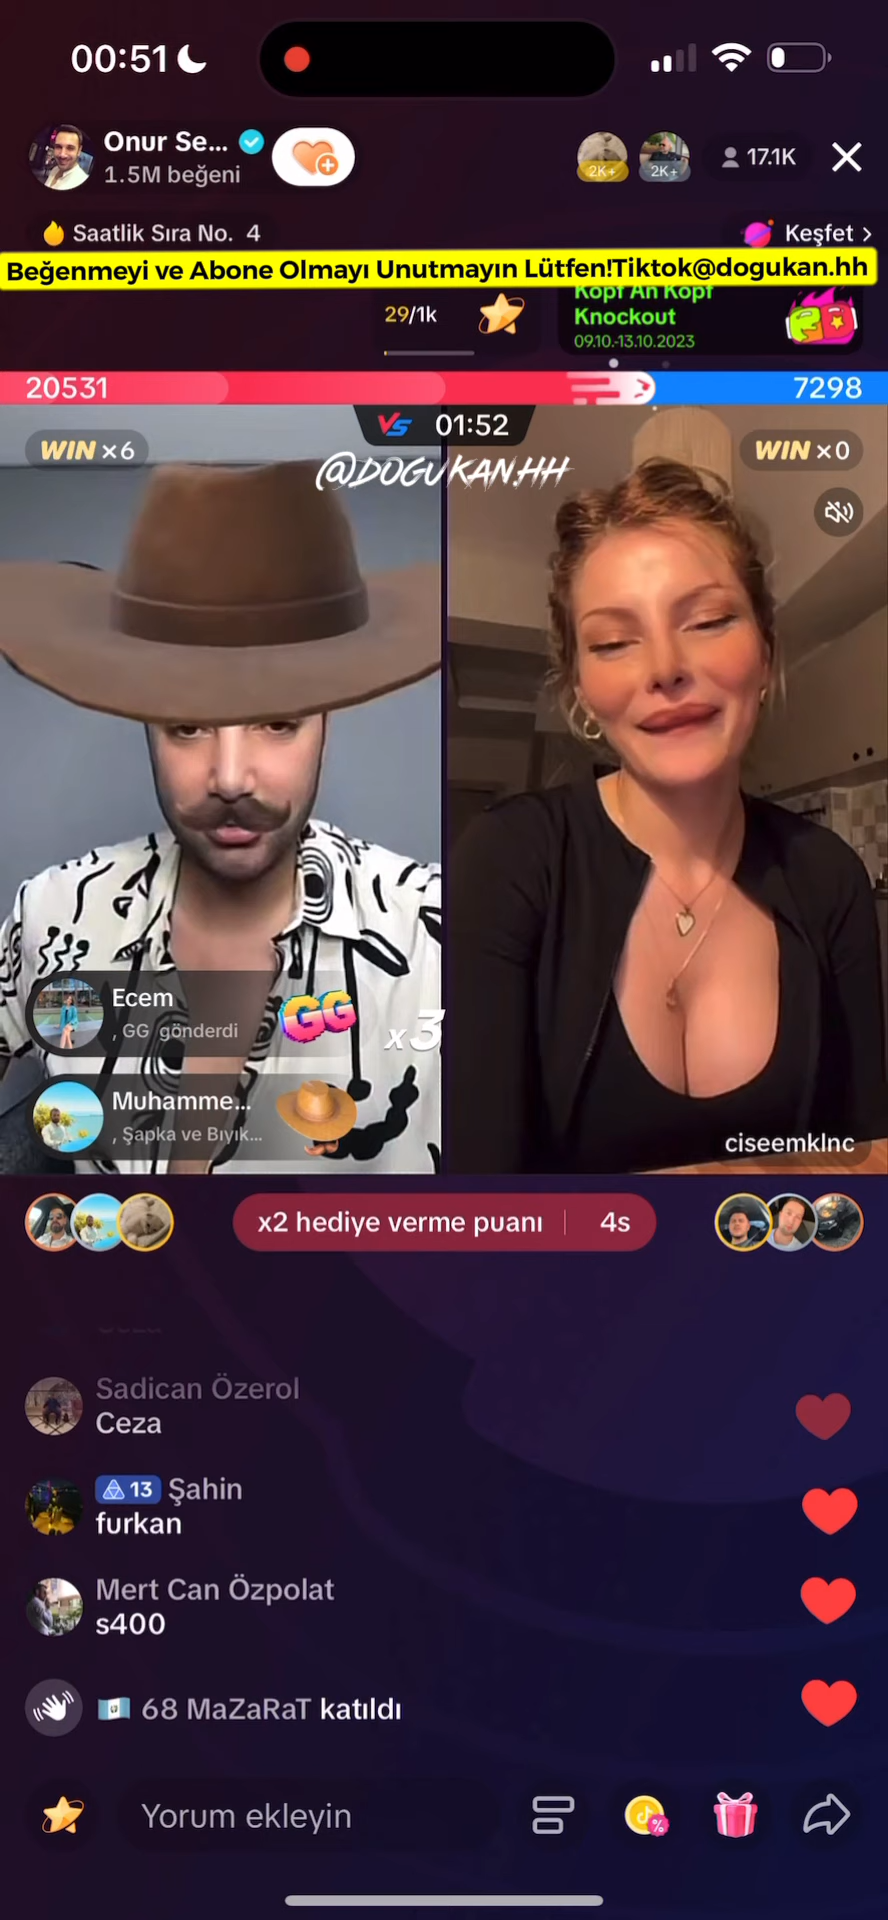 00:51
Onur Se...
1.5M beğeni
2K+
2K+
17.1K
Saatlik Sıra No. 4
Keşfet >
Beğenmeyi ve Abone Olmayı Unutmayın Lütfen!Tiktok@dogukan.hh
29/1k
Kopf An Kopf
Knockout
09.10.-13.10.2023
20531
7298
VS 01:52
WIN x6
WIN x0
@DOGUKAN.HH
Ecem
, GG gönderdi
GG
x3
Muhamme...
, Şapka ve Bıyık...
ciseemklnc
x2 hediye verme puanı
4s
Sadican Özerol
Ceza
13 Şahin
furkan
Mert Can Özpolat
s400
68 MaZaRaT katıldı
Yorum ekleyin